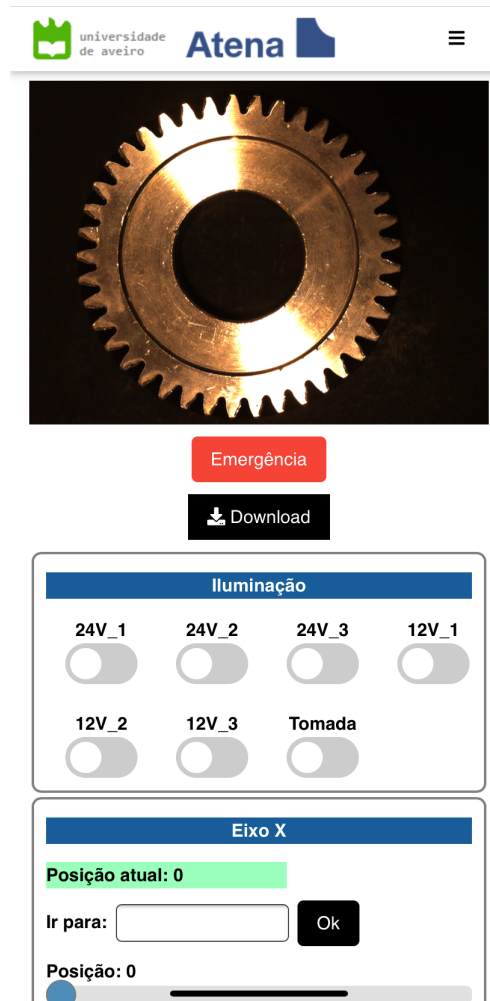 universidade
de aveiro
Atena
Emergência
Download
Iluminação
24V_1 24V_2 24V_3 12V_1
12V_2 12V_3 Tomada
Eixo X
Posição atual: 0
Ir para: Ok
Posição: 0